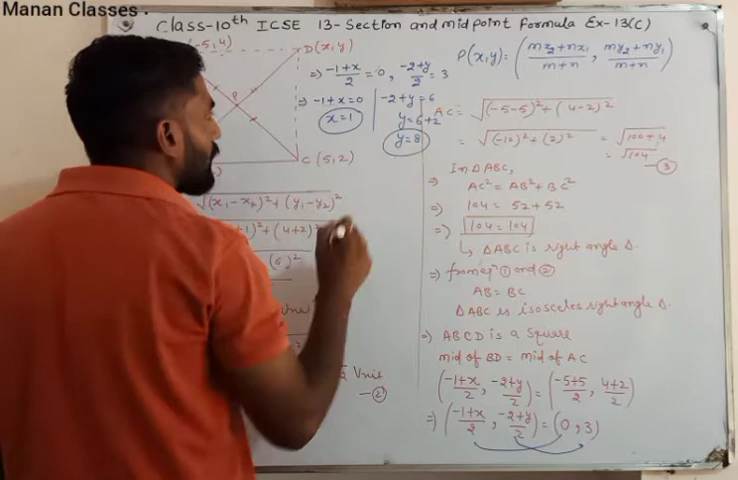 Manan Classes .
Class-10th ICSE 13-Section and midpoint Formula Ex-13(C)
(-5,4)
D(x,y)
P
C (5,2)
⇒ -1+x/2 = 0, -2+y/2 = 3
⇒ -1+x=0 | -2+y=6
x=1
y=6+2
y=8
P(x,y) = (mx2+nx1/m+n, my2+ny1/m+n)
√(x1-x2)²+(y1-y2)²
+1)²+(4+2)²
(6)²
Unit
—②
AC = √(-5-5)²+(4-2)²
= √(-10)²+(2)² = √100+4
= √104 —③
In △ABC,
⇒ AC² = AB²+BC²
⇒ 104 = 52+52
⇒ 104 = 104
↳ △ABC is right angle △.
⇒ from eqn ① and ②
AB = BC
△ABC is isosceles right angle △.
⇒ ABCD is a Square
mid of BD = mid of AC
(-1+x/2, -2+y/2) = (-5+5/2, 4+2/2)
⇒ (-1+x/2, -2+y/2) = (0,3)